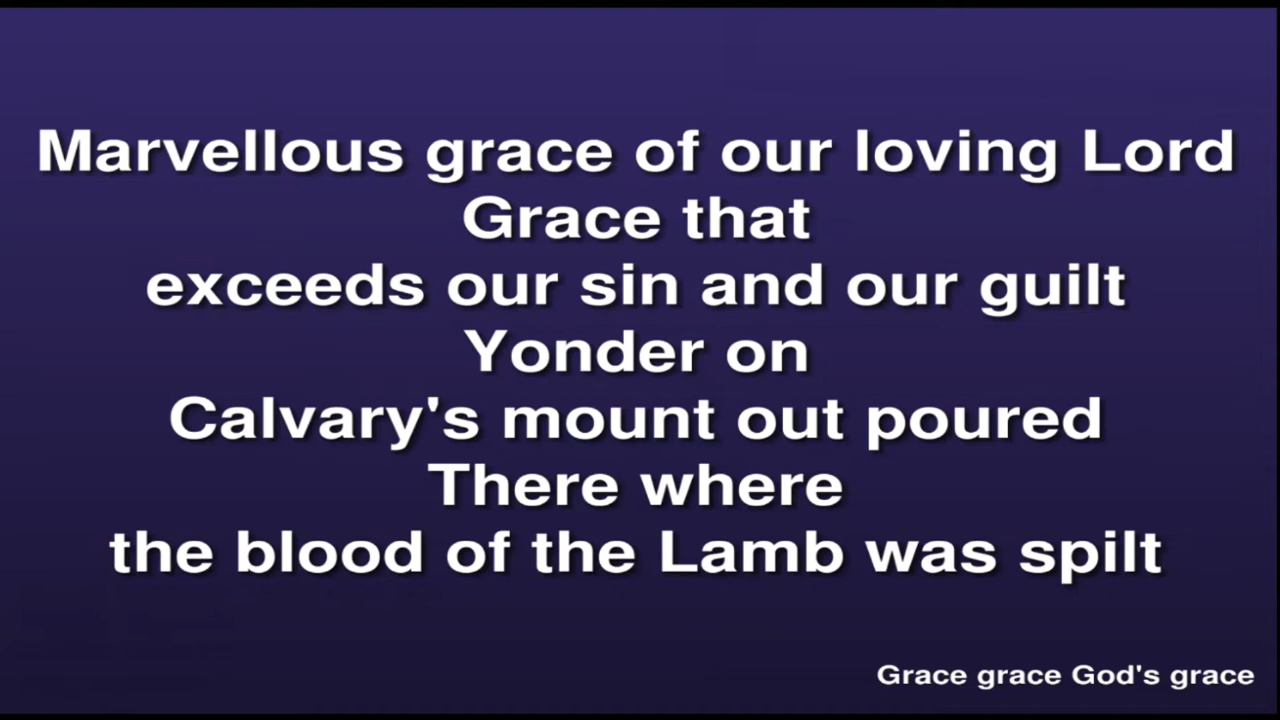 Marvellous grace of our loving Lord
Grace that
exceeds our sin and our guilt
Yonder on
Calvary's mount out poured
There where
the blood of the Lamb was spilt
Grace grace God's grace